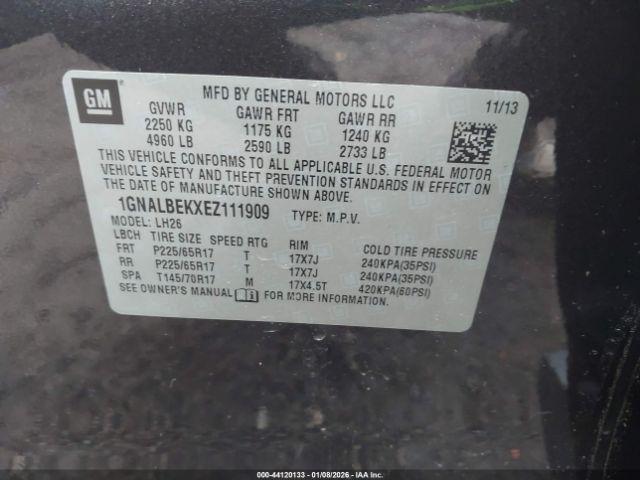 GM
MFD BY GENERAL MOTORS LLC 11/13
GVWR GAWR FRT GAWR RR
2250 KG 1175 KG 1240 KG
4960 LB 2590 LB 2733 LB
THIS VEHICLE CONFORMS TO ALL APPLICABLE U.S. FEDERAL MOTOR
VEHICLE SAFETY AND THEFT PREVENTION STANDARDS IN EFFECT ON
THE DATE OF MANUFACTURE SHOWN ABOVE.
1GNALBEKXEZ111909 TYPE: M.P.V.
MODEL: LH26
LBCH TIRE SIZE SPEED RTG RIM COLD TIRE PRESSURE
FRT P225/65R17 T 17X7J 240KPA(35PSI)
RR P225/65R17 T 17X7J 240KPA(35PSI)
SPA T145/70R17 M 17X4.5T 420KPA(60PSI)
SEE OWNER'S MANUAL FOR MORE INFORMATION.
000-44120133 - 01/08/2026 - IAA Inc.